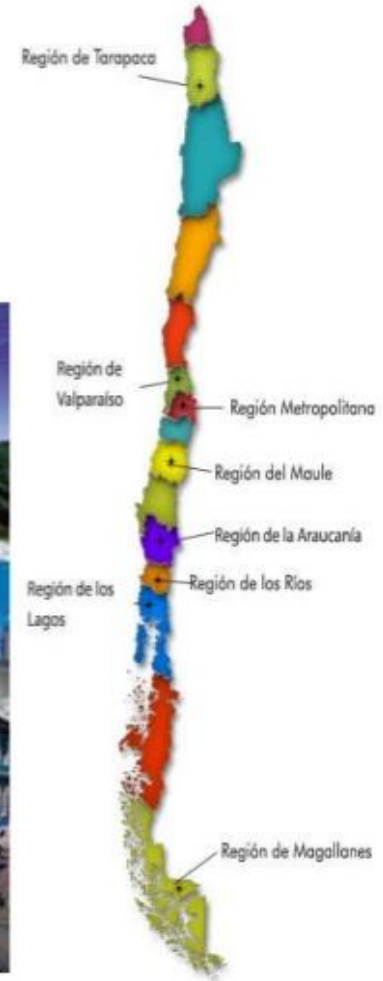 Región de Tarapaca
Región de
Valparaíso
Región Metropolitana
Región del Maule
Región de la Araucanía
Región de los Ríos
Región de los
Lagos
Región de Magallanes